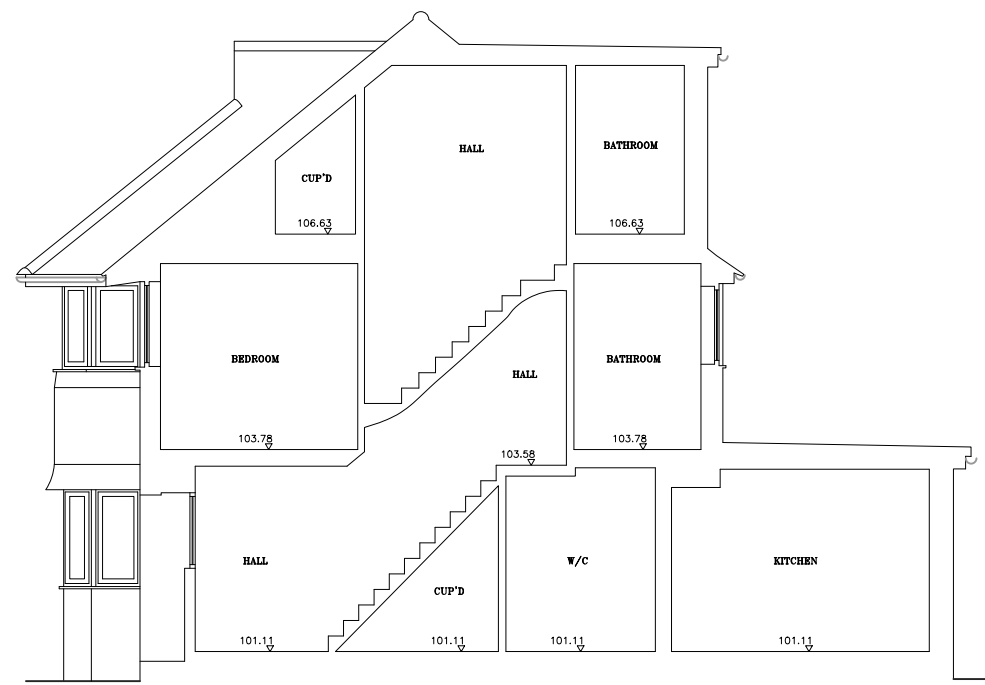 HALL
BATHROOM
CUP'D
106.63
106.63
BEDROOM
HALL
BATHROOM
103.78
103.58
103.78
HALL
CUP'D
W/C
KITCHEN
101.11
101.11
101.11
101.11